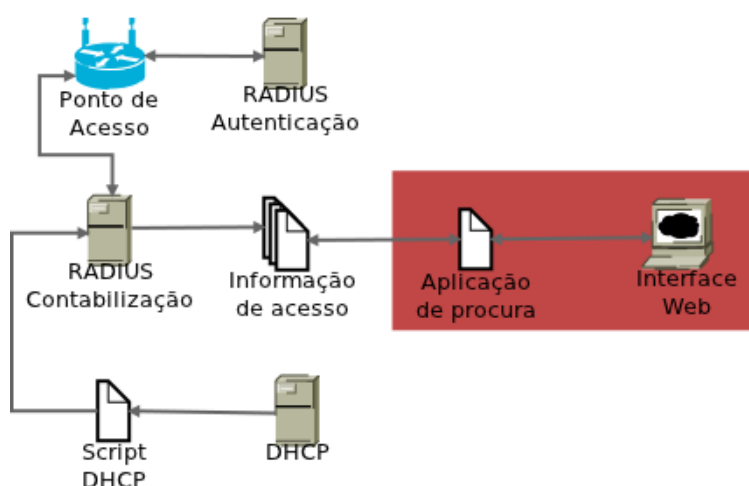 Ponto de
Acesso
RADIUS
Autenticação
RADIUS
Contabilização
Informação
de acesso
Aplicação
de procura
Interface
Web
Script
DHCP
DHCP